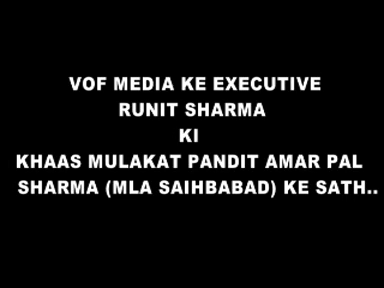 VOF MEDIA KE EXECUTIVE
RUNIT SHARMA
KI
KHAAS MULAKAT PANDIT AMAR PAL
SHARMA (MLA SAIHBABAD) KE SATH..